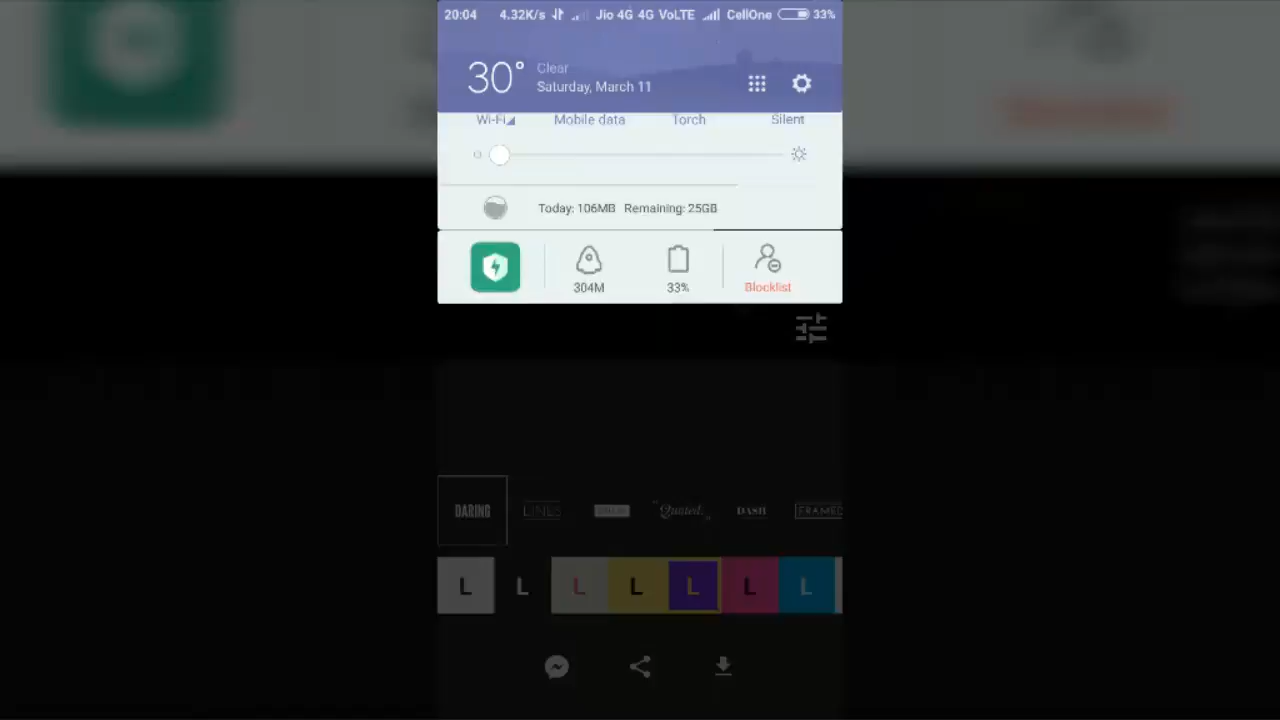 20:04 4.32K/s Jio 4G 4G VoLTE CellOne 33%
30° Clear
Saturday, March 11
Wi-Fi Mobile data Torch Silent
Today: 106MB Remaining: 25GB
304M 33% Blocklist
DARING LINES "Quoted." DASH FRAMED
L L L L L L L